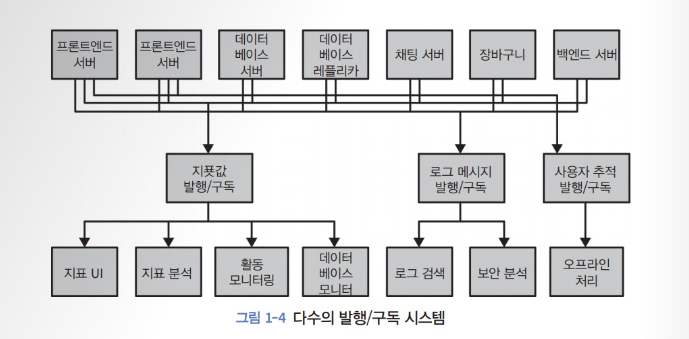 프론트엔드
서버
프론트엔드
서버
데이터
베이스
서버
데이터
베이스
레플리카
채팅 서버
장바구니
백엔드 서버
지푯값
발행/구독
로그 메시지
발행/구독
사용자 추적
발행/구독
지표 UI
지표 분석
활동
모니터링
데이터
베이스
모니터
로그 검색
보안 분석
오프라인
처리
그림 1-4 다수의 발행/구독 시스템